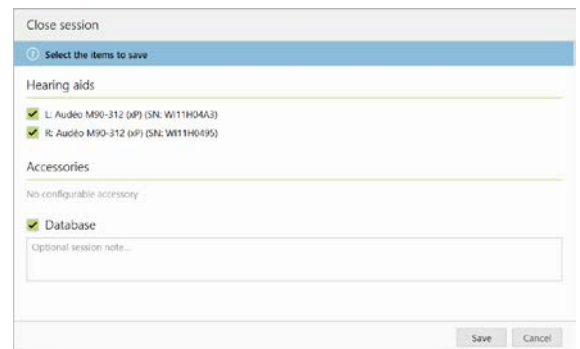 Close session
Select the items to save
Hearing aids
L: Audéo M90-312 (xP) (SN: WI11H04A3)
R: Audéo M90-312 (xP) (SN: WI11H0495)
Accessories
No configurable accessory
Database
Optional session note...
Save Cancel